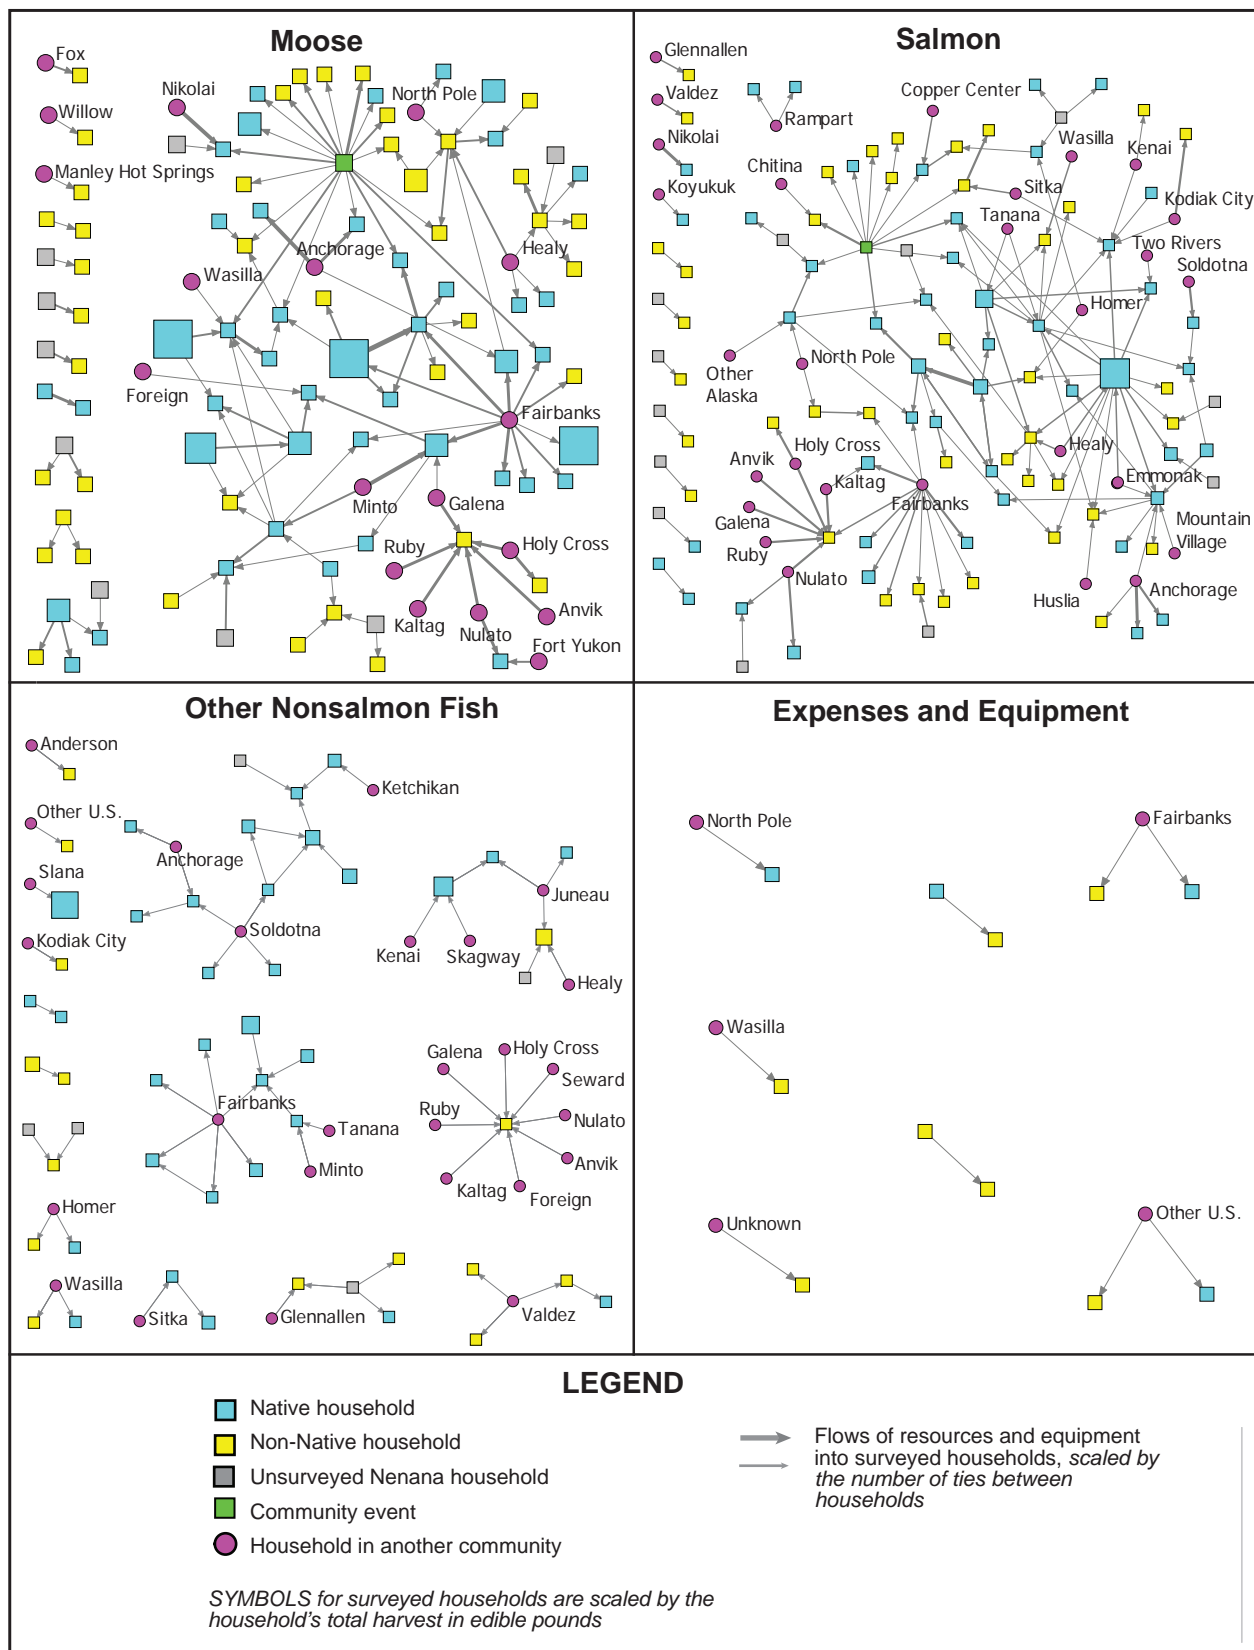 Moose
Fox
Nikolai
North Pole
Willow
Manley Hot Springs
Anchorage
Healy
Wasilla
Foreign
Fairbanks
Minto
Galena
Ruby
Holy Cross
Kaltag
Nulato
Anvik
Fort Yukon
Salmon
Glennallen
Valdez
Rampart
Copper Center
Nikolai
Wasilla
Kenai
Chitina
Koyukuk
Sitka
Kodiak City
Tanana
Two Rivers
Soldotna
Homer
Other
Alaska
North Pole
Holy Cross
Healy
Anvik
Kaltag
Emmonak
Fairbanks
Galena
Mountain
Village
Ruby
Nulato
Huslia
Anchorage
Other Nonsalmon Fish
Anderson
Ketchikan
Other U.S.
Anchorage
Slana
Juneau
Soldotna
Kodiak City
Kenai
Skagway
Healy
Galena
Holy Cross
Seward
Fairbanks
Ruby
Nulato
Tanana
Anvik
Minto
Kaltag
Foreign
Homer
Wasilla
Sitka
Glennallen
Valdez
Expenses and Equipment
North Pole
Fairbanks
Wasilla
Unknown
Other U.S.
LEGEND
Native household
Non-Native household
Unsurveyed Nenana household
Community event
Household in another community
SYMBOLS for surveyed households are scaled by the
household's total harvest in edible pounds
Flows of resources and equipment
into surveyed households, scaled by
the number of ties between
households